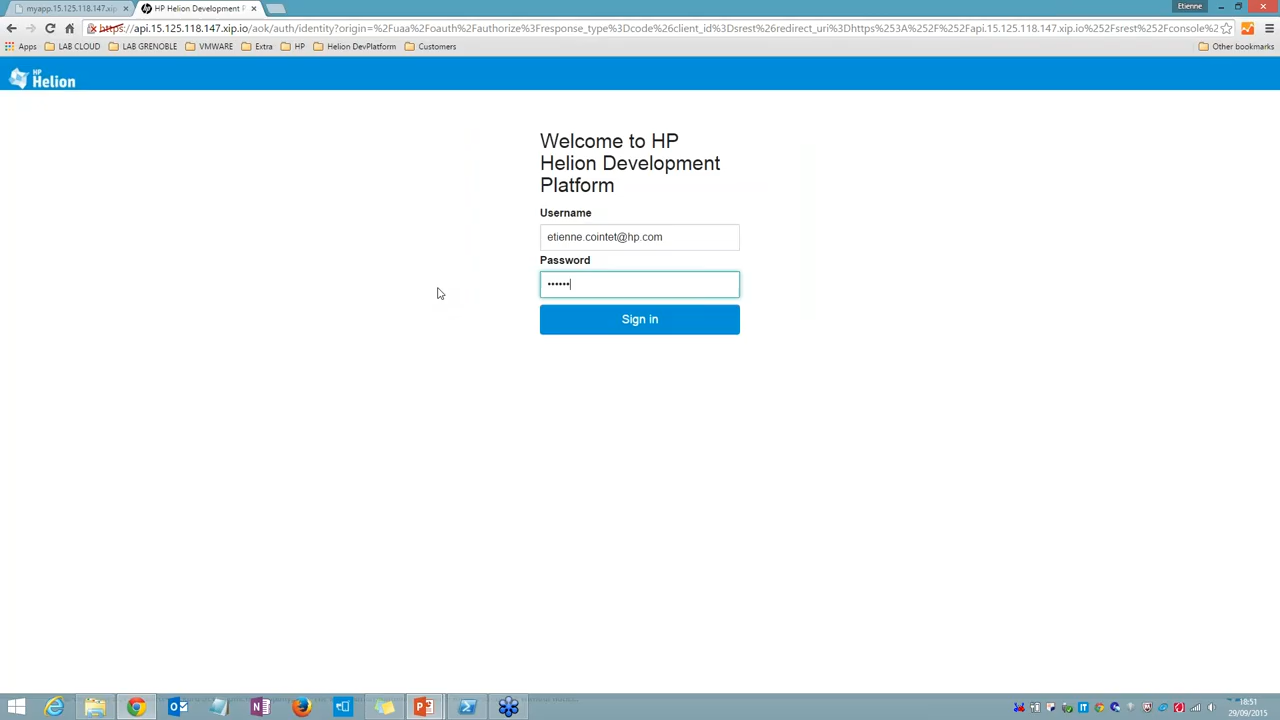 myapp.15.125.118.147.xip
HP Helion Development P
Etienne
https://api.15.125.118.147.xip.io/aok/auth/identity?origin=%2Fuaa%2Foauth%2Fauthorize%3Fresponse_type%3Dcode%26client_id%3Dsrest%26redirect_uri%3Dhttps%253A%252F%252Fapi.15.125.118.147.xip.io%252Fsrest%252Fconsole%2
Apps
LAB CLOUD
LAB GRENOBLE
VMWARE
Extra
HP
Helion DevPlatform
Customers
Other bookmarks
HP
Helion
Welcome to HP
Helion Development
Platform
Username
etienne.cointet@hp.com
Password
••••••
Sign in
18:51
29/09/2015